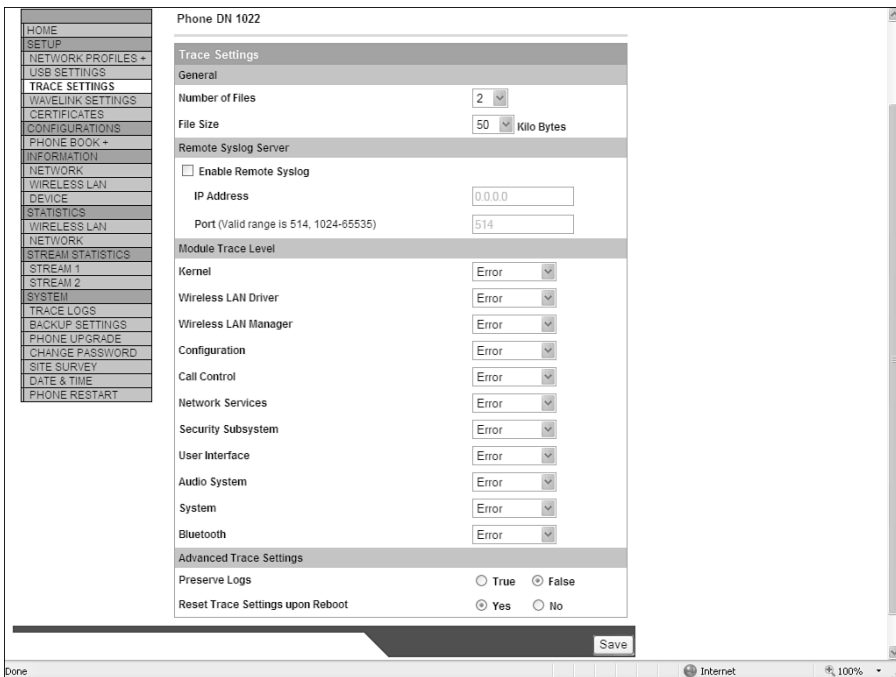 Phone DN 1022
HOME
SETUP
NETWORK PROFILES +
USB SETTINGS
TRACE SETTINGS
WAVELINK SETTINGS
CERTIFICATES
CONFIGURATIONS
PHONE BOOK +
INFORMATION
NETWORK
WIRELESS LAN
DEVICE
STATISTICS
WIRELESS LAN
NETWORK
STREAM STATISTICS
STREAM 1
STREAM 2
SYSTEM
TRACE LOGS
BACKUP SETTINGS
PHONE UPGRADE
CHANGE PASSWORD
SITE SURVEY
DATE & TIME
PHONE RESTART
Trace Settings
General
Number of Files 2
File Size 50 Kilo Bytes
Remote Syslog Server
Enable Remote Syslog
IP Address 0.0.0.0
Port (Valid range is 514, 1024-65535) 514
Module Trace Level
Kernel Error
Wireless LAN Driver Error
Wireless LAN Manager Error
Configuration Error
Call Control Error
Network Services Error
Security Subsystem Error
User Interface Error
Audio System Error
System Error
Bluetooth Error
Advanced Trace Settings
Preserve Logs True False
Reset Trace Settings upon Reboot Yes No
Save
Done Internet 100%